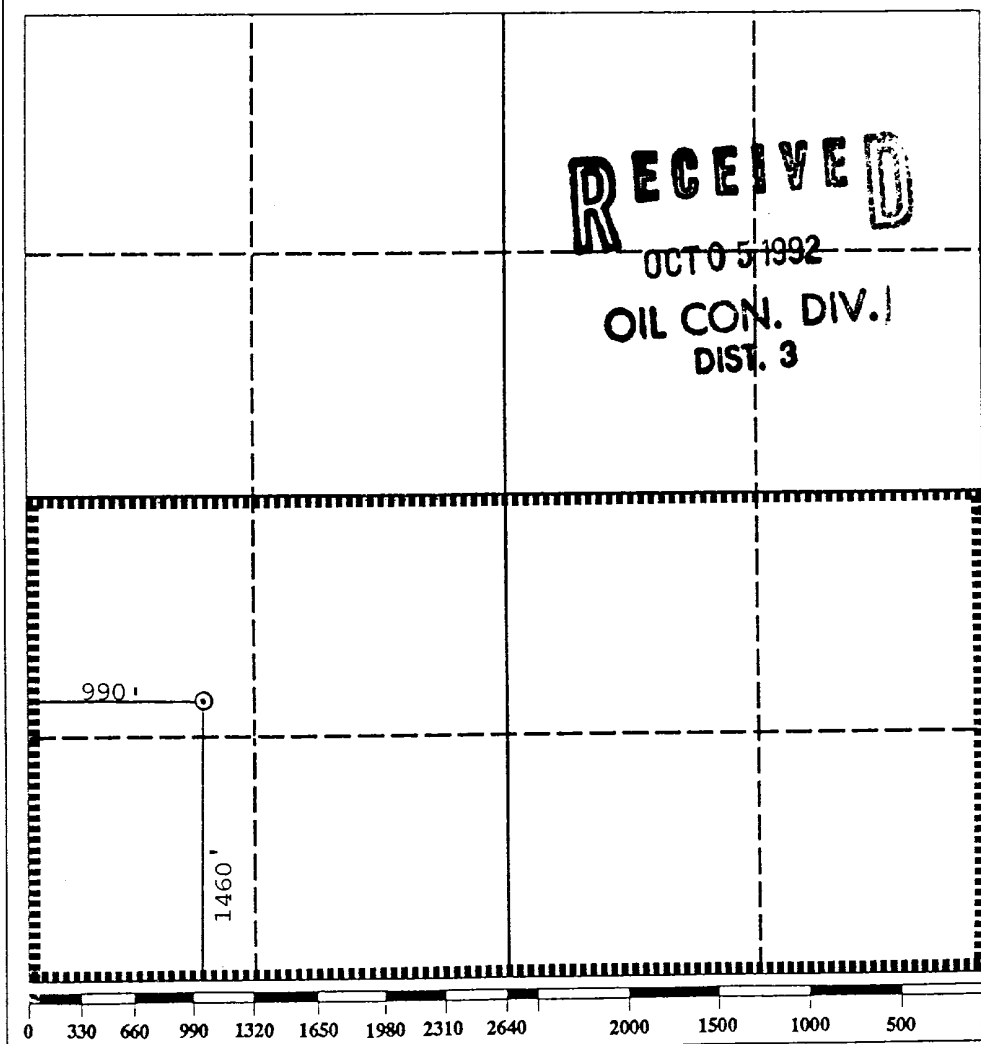 RECEIVED
OCT 0 5 1992
OIL CON. DIV.
DIST. 3
990'
1460'
0 330 660 990 1320 1650 1980 2310 2640 2000 1500 1000 500